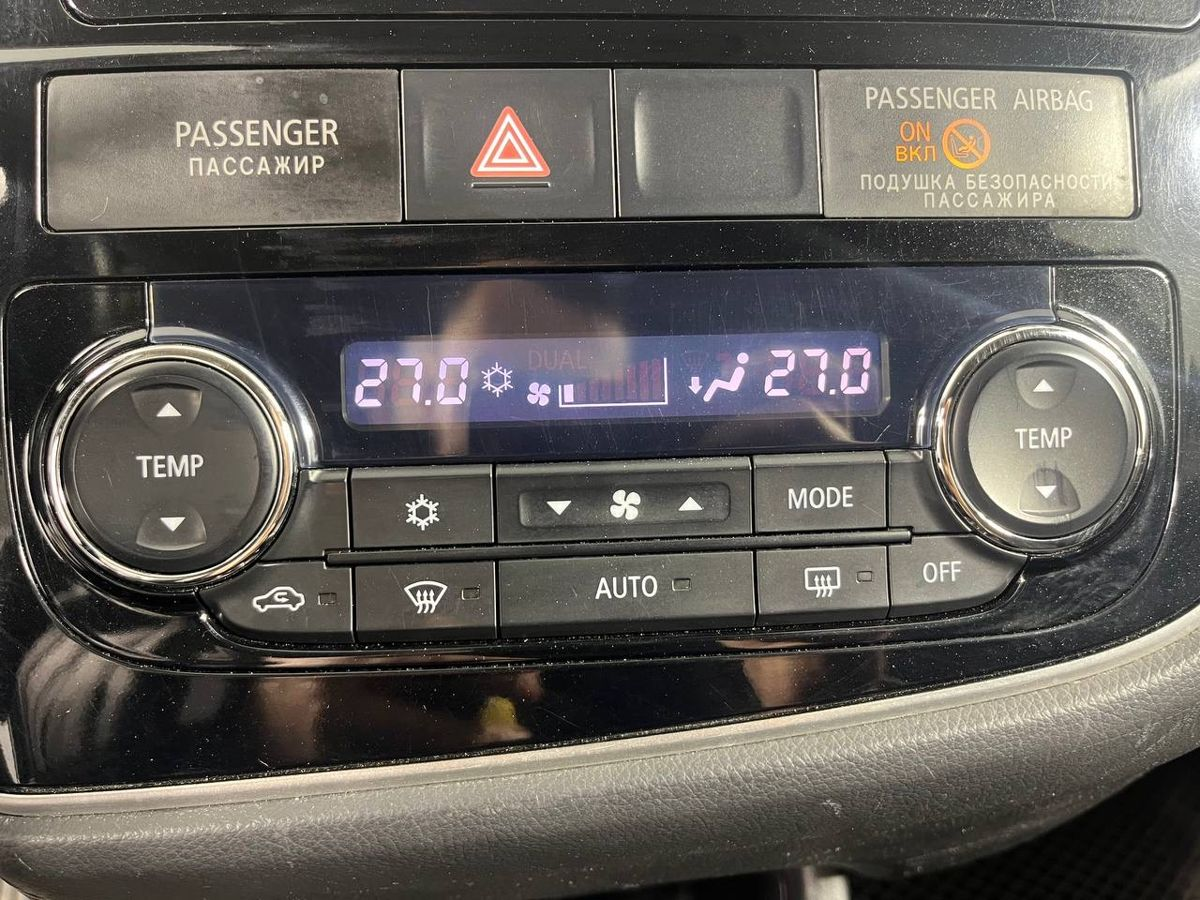 PASSENGER
ПАССАЖИР
PASSENGER AIRBAG
ON
ВКЛ
ПОДУШКА БЕЗОПАСНОСТИ
ПАССАЖИРА
27.0
DUAL
27.0
TEMP
TEMP
MODE
AUTO
OFF